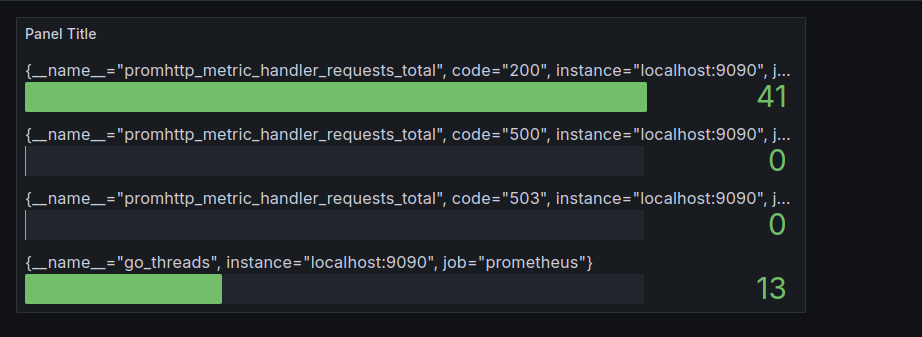 Panel Title
{__name__="promhttp_metric_handler_requests_total", code="200", instance="localhost:9090", j...
41
{__name__="promhttp_metric_handler_requests_total", code="500", instance="localhost:9090", j...
0
{__name__="promhttp_metric_handler_requests_total", code="503", instance="localhost:9090", j...
0
{__name__="go_threads", instance="localhost:9090", job="prometheus"}
13